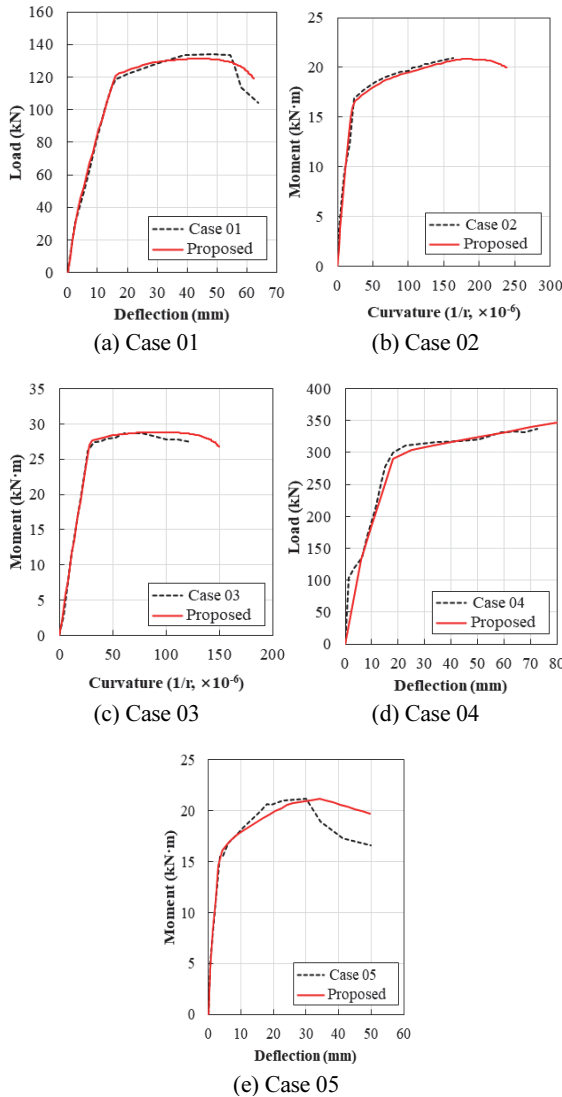 160
140
120
100
80
60
40
20
0
Load (kN)
Case 01
Proposed
0 10 20 30 40 50 60 70
Deflection (mm)
(a) Case 01
25
20
15
10
5
0
Moment (kN·m)
Case 02
Proposed
0 50 100 150 200 250 300
Curvature (1/r, ×10⁻⁶)
(b) Case 02
35
30
25
20
15
10
5
0
Moment (kN·m)
Case 03
Proposed
0 50 100 150 200
Curvature (1/r, ×10⁻⁶)
(c) Case 03
400
350
300
250
200
150
100
50
0
Load (kN)
Case 04
Proposed
0 10 20 30 40 50 60 70 80
Deflection (mm)
(d) Case 04
25
20
15
10
5
0
Moment (kN·m)
Case 05
Proposed
0 10 20 30 40 50 60
Deflection (mm)
(e) Case 05